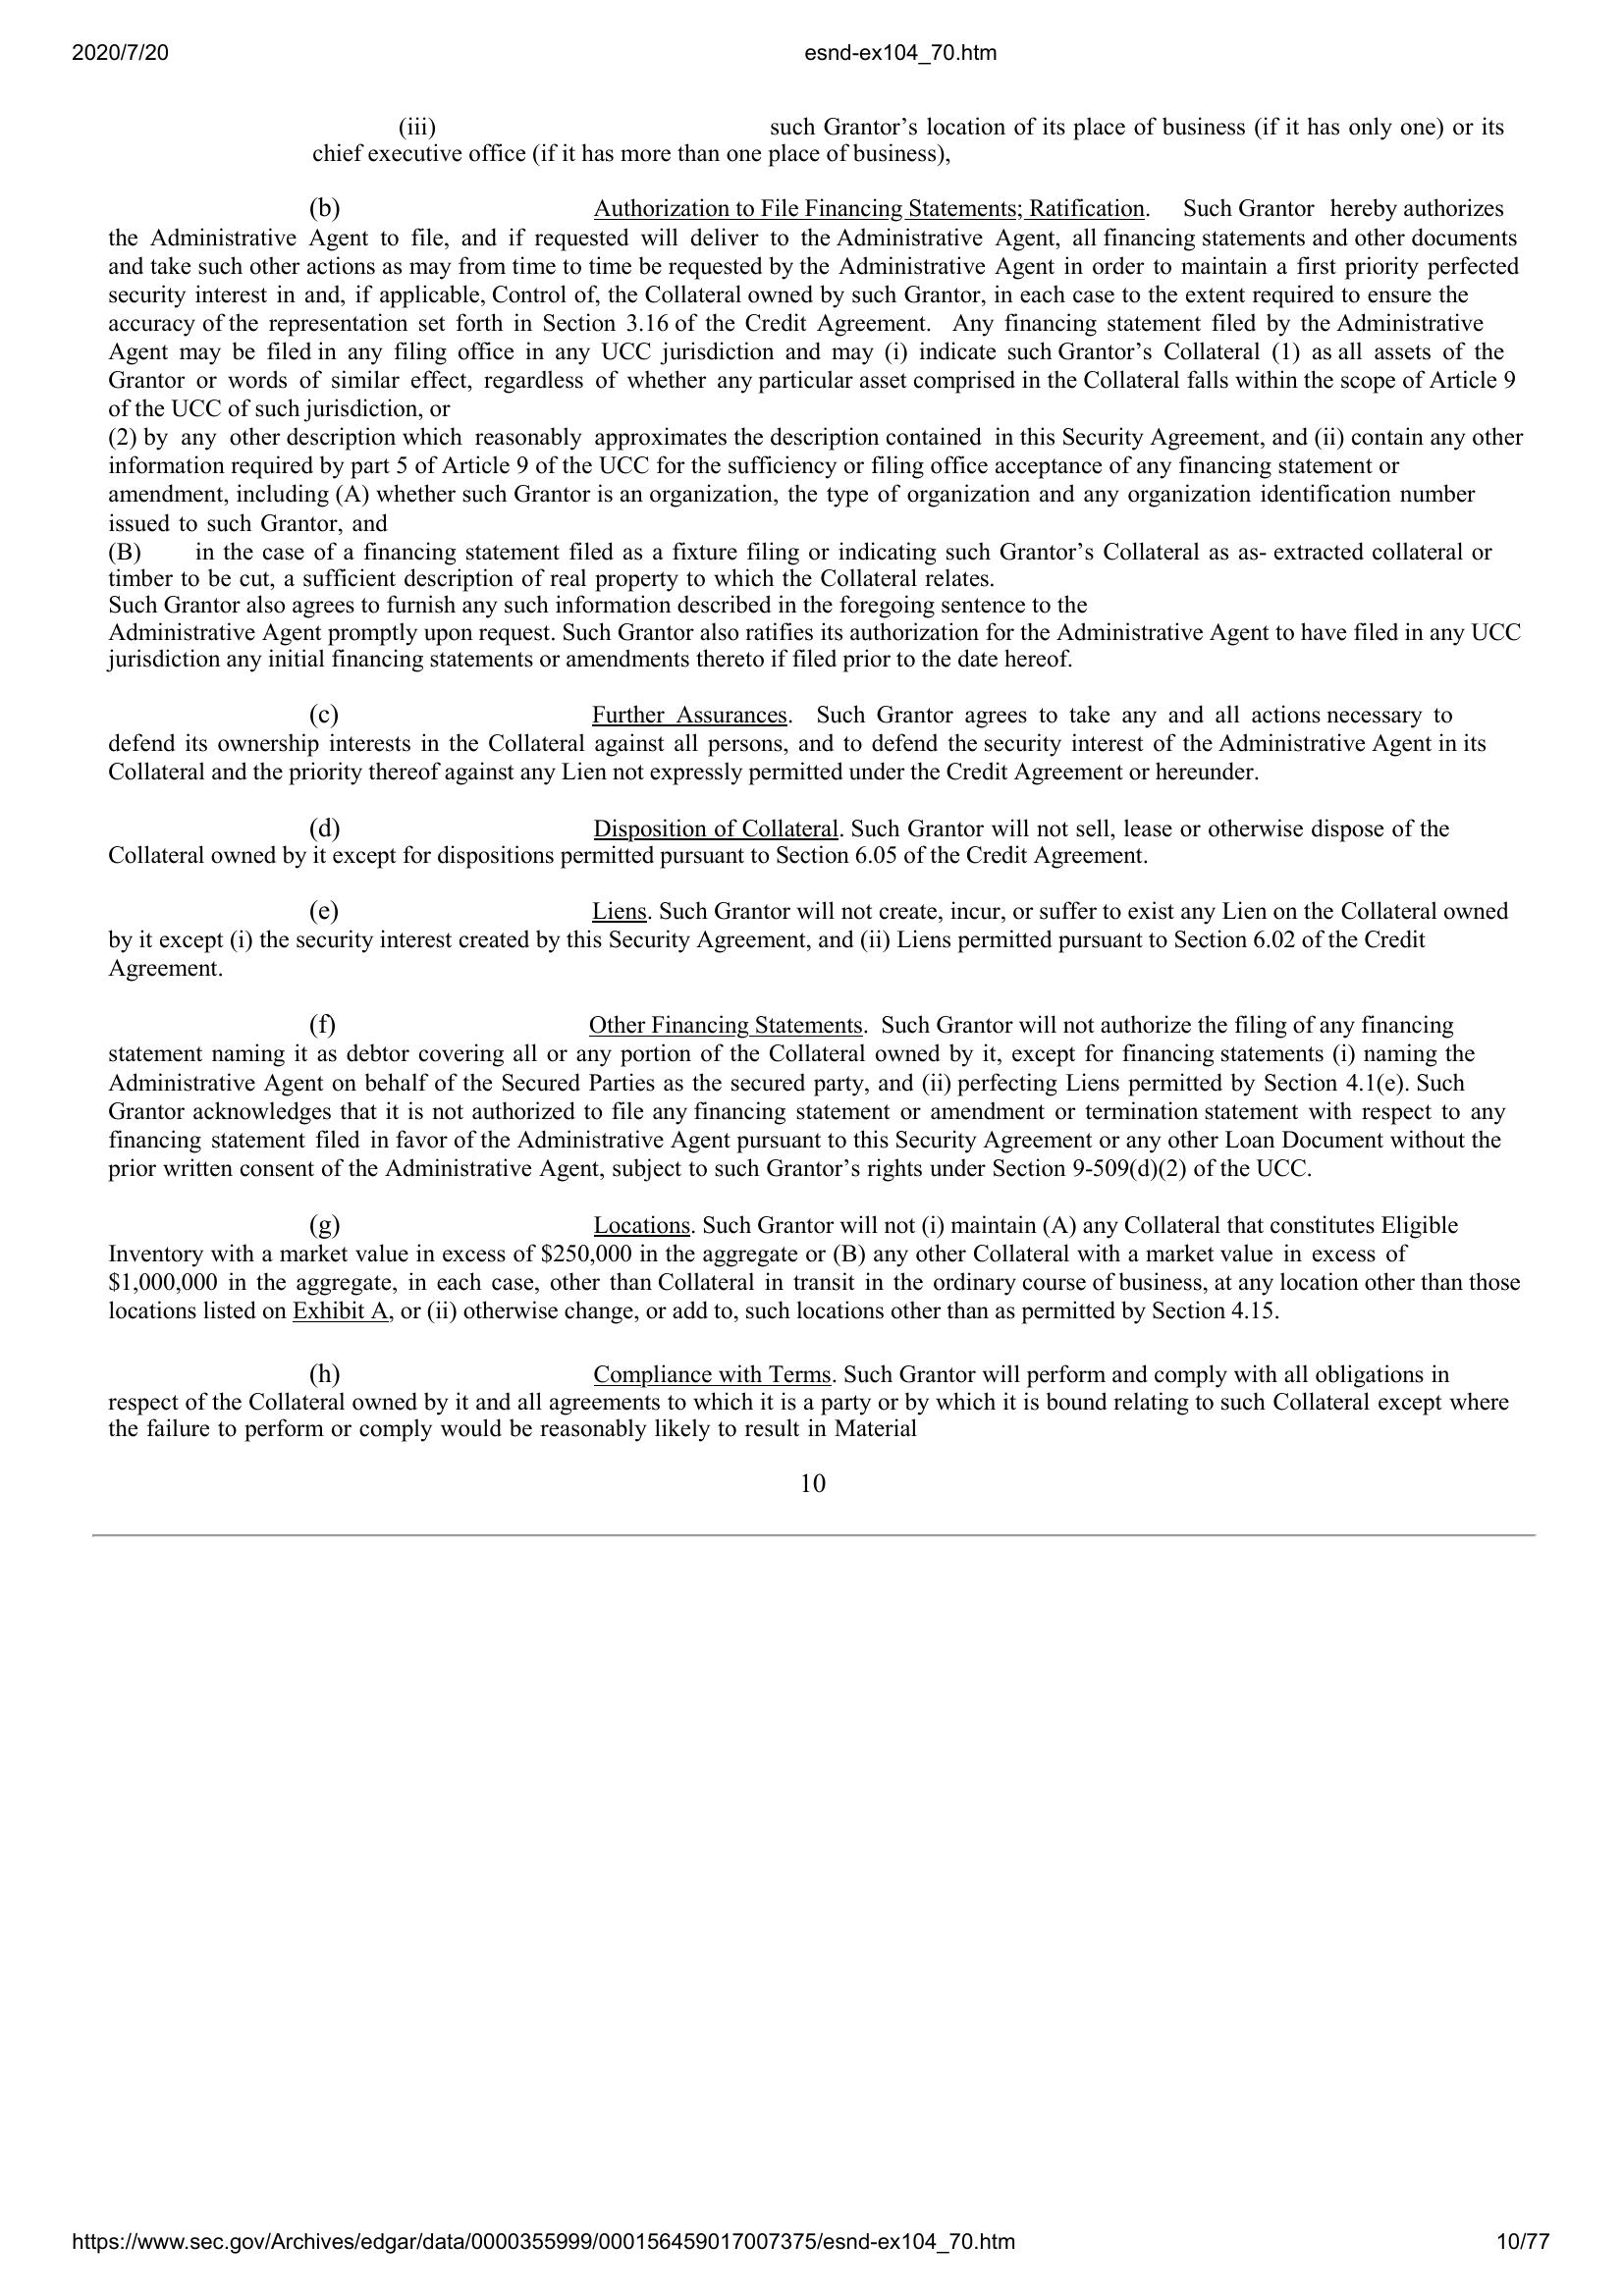 2020/7/20 esnd-ex104_70.htm
(iii) such Grantor’s location of its place of business (if it has only one) or its
chief executive office (if it has more than one place of business),
(b) Authorization to File Financing Statements; Ratification. Such Grantor hereby authorizes
the Administrative Agent to file, and if requested will deliver to the Administrative Agent, all financing statements and other documents
and take such other actions as may from time to time be requested by the Administrative Agent in order to maintain a first priority perfected
security interest in and, if applicable, Control of, the Collateral owned by such Grantor, in each case to the extent required to ensure the
accuracy of the representation set forth in Section 3.16 of the Credit Agreement. Any financing statement filed by the Administrative
Agent may be filed in any filing office in any UCC jurisdiction and may (i) indicate such Grantor’s Collateral (1) as all assets of the
Grantor or words of similar effect, regardless of whether any particular asset comprised in the Collateral falls within the scope of Article 9
of the UCC of such jurisdiction, or
(2) by any other description which reasonably approximates the description contained in this Security Agreement, and (ii) contain any other
information required by part 5 of Article 9 of the UCC for the sufficiency or filing office acceptance of any financing statement or
amendment, including (A) whether such Grantor is an organization, the type of organization and any organization identification number
issued to such Grantor, and
(B) in the case of a financing statement filed as a fixture filing or indicating such Grantor’s Collateral as as- extracted collateral or
timber to be cut, a sufficient description of real property to which the Collateral relates.
Such Grantor also agrees to furnish any such information described in the foregoing sentence to the
Administrative Agent promptly upon request. Such Grantor also ratifies its authorization for the Administrative Agent to have filed in any UCC
jurisdiction any initial financing statements or amendments thereto if filed prior to the date hereof.
(c) Further Assurances. Such Grantor agrees to take any and all actions necessary to
defend its ownership interests in the Collateral against all persons, and to defend the security interest of the Administrative Agent in its
Collateral and the priority thereof against any Lien not expressly permitted under the Credit Agreement or hereunder.
(d) Disposition of Collateral. Such Grantor will not sell, lease or otherwise dispose of the
Collateral owned by it except for dispositions permitted pursuant to Section 6.05 of the Credit Agreement.
(e) Liens. Such Grantor will not create, incur, or suffer to exist any Lien on the Collateral owned
by it except (i) the security interest created by this Security Agreement, and (ii) Liens permitted pursuant to Section 6.02 of the Credit
Agreement.
(f) Other Financing Statements. Such Grantor will not authorize the filing of any financing
statement naming it as debtor covering all or any portion of the Collateral owned by it, except for financing statements (i) naming the
Administrative Agent on behalf of the Secured Parties as the secured party, and (ii) perfecting Liens permitted by Section 4.1(e). Such
Grantor acknowledges that it is not authorized to file any financing statement or amendment or termination statement with respect to any
financing statement filed in favor of the Administrative Agent pursuant to this Security Agreement or any other Loan Document without the
prior written consent of the Administrative Agent, subject to such Grantor’s rights under Section 9-509(d)(2) of the UCC.
(g) Locations. Such Grantor will not (i) maintain (A) any Collateral that constitutes Eligible
Inventory with a market value in excess of $250,000 in the aggregate or (B) any other Collateral with a market value in excess of
$1,000,000 in the aggregate, in each case, other than Collateral in transit in the ordinary course of business, at any location other than those
locations listed on Exhibit A, or (ii) otherwise change, or add to, such locations other than as permitted by Section 4.15.
(h) Compliance with Terms. Such Grantor will perform and comply with all obligations in
respect of the Collateral owned by it and all agreements to which it is a party or by which it is bound relating to such Collateral except where
the failure to perform or comply would be reasonably likely to result in Material
10
https://www.sec.gov/Archives/edgar/data/0000355999/000156459017007375/esnd-ex104_70.htm 10/77